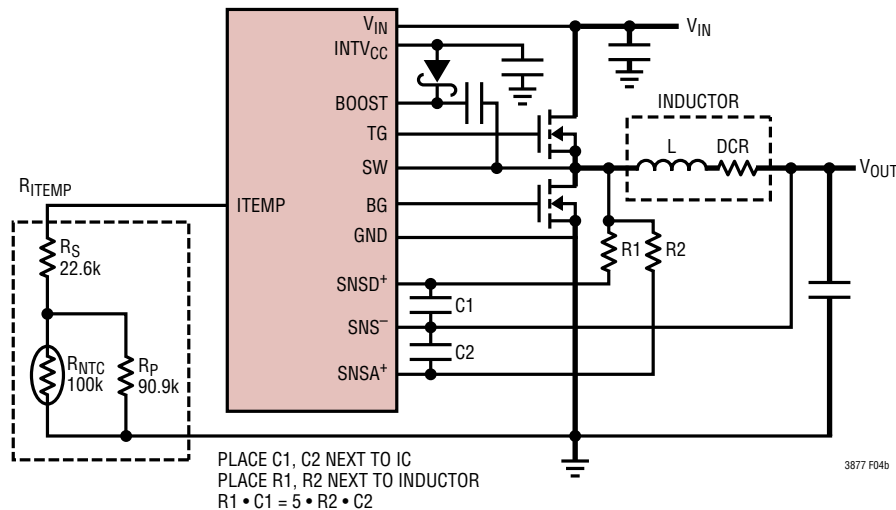 VIN
VIN
INTVCC
INDUCTOR
BOOST
L
DCR
TG
SW
VOUT
RITEMP
ITEMP
BG
GND
RS
22.6k
R1
R2
SNSD+
C1
SNS–
C2
RNTC
100k
RP
90.9k
SNSA+
PLACE C1, C2 NEXT TO IC
PLACE R1, R2 NEXT TO INDUCTOR
R1 • C1 = 5 • R2 • C2
3877 F04b